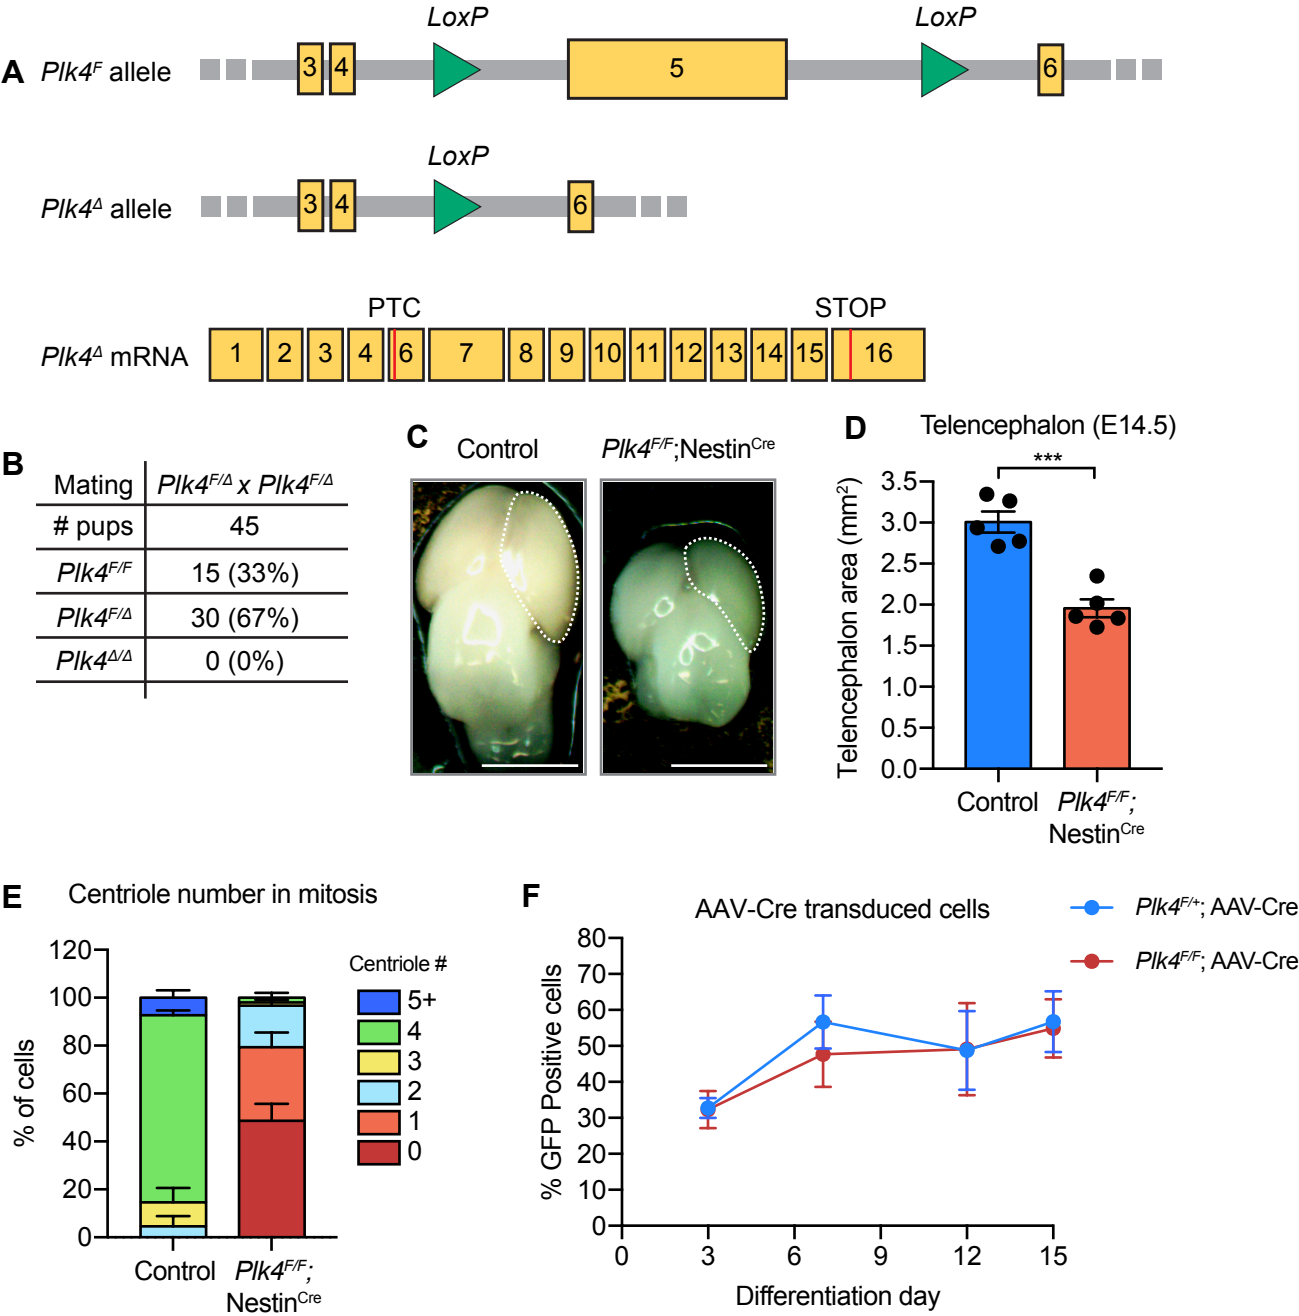 A
LoxP
LoxP
Plk4F allele
3 4 5 6
LoxP
Plk4Δ allele
3 4 6
PTC
STOP
Plk4Δ mRNA
1 2 3 4 6 7 8 9 10 11 12 13 14 15 16
B
Mating Plk4F/Δ x Plk4F/Δ
# pups 45
Plk4F/F 15 (33%)
Plk4F/Δ 30 (67%)
Plk4Δ/Δ 0 (0%)
C
Control
Plk4F/F;NestinCre
D
Telencephalon (E14.5)
***
Telencephalon area (mm2)
3.5
3.0
2.5
2.0
1.5
1.0
0.5
0.0
Control
Plk4F/F;
NestinCre
E
Centriole number in mitosis
% of cells
120
100
80
60
40
20
0
Control
Plk4F/F;
NestinCre
Centriole #
5+
4
3
2
1
0
F
AAV-Cre transduced cells
Plk4F/+; AAV-Cre
Plk4F/F; AAV-Cre
% GFP Positive cells
80
70
60
50
40
30
20
10
0
0 3 6 9 12 15
Differentiation day